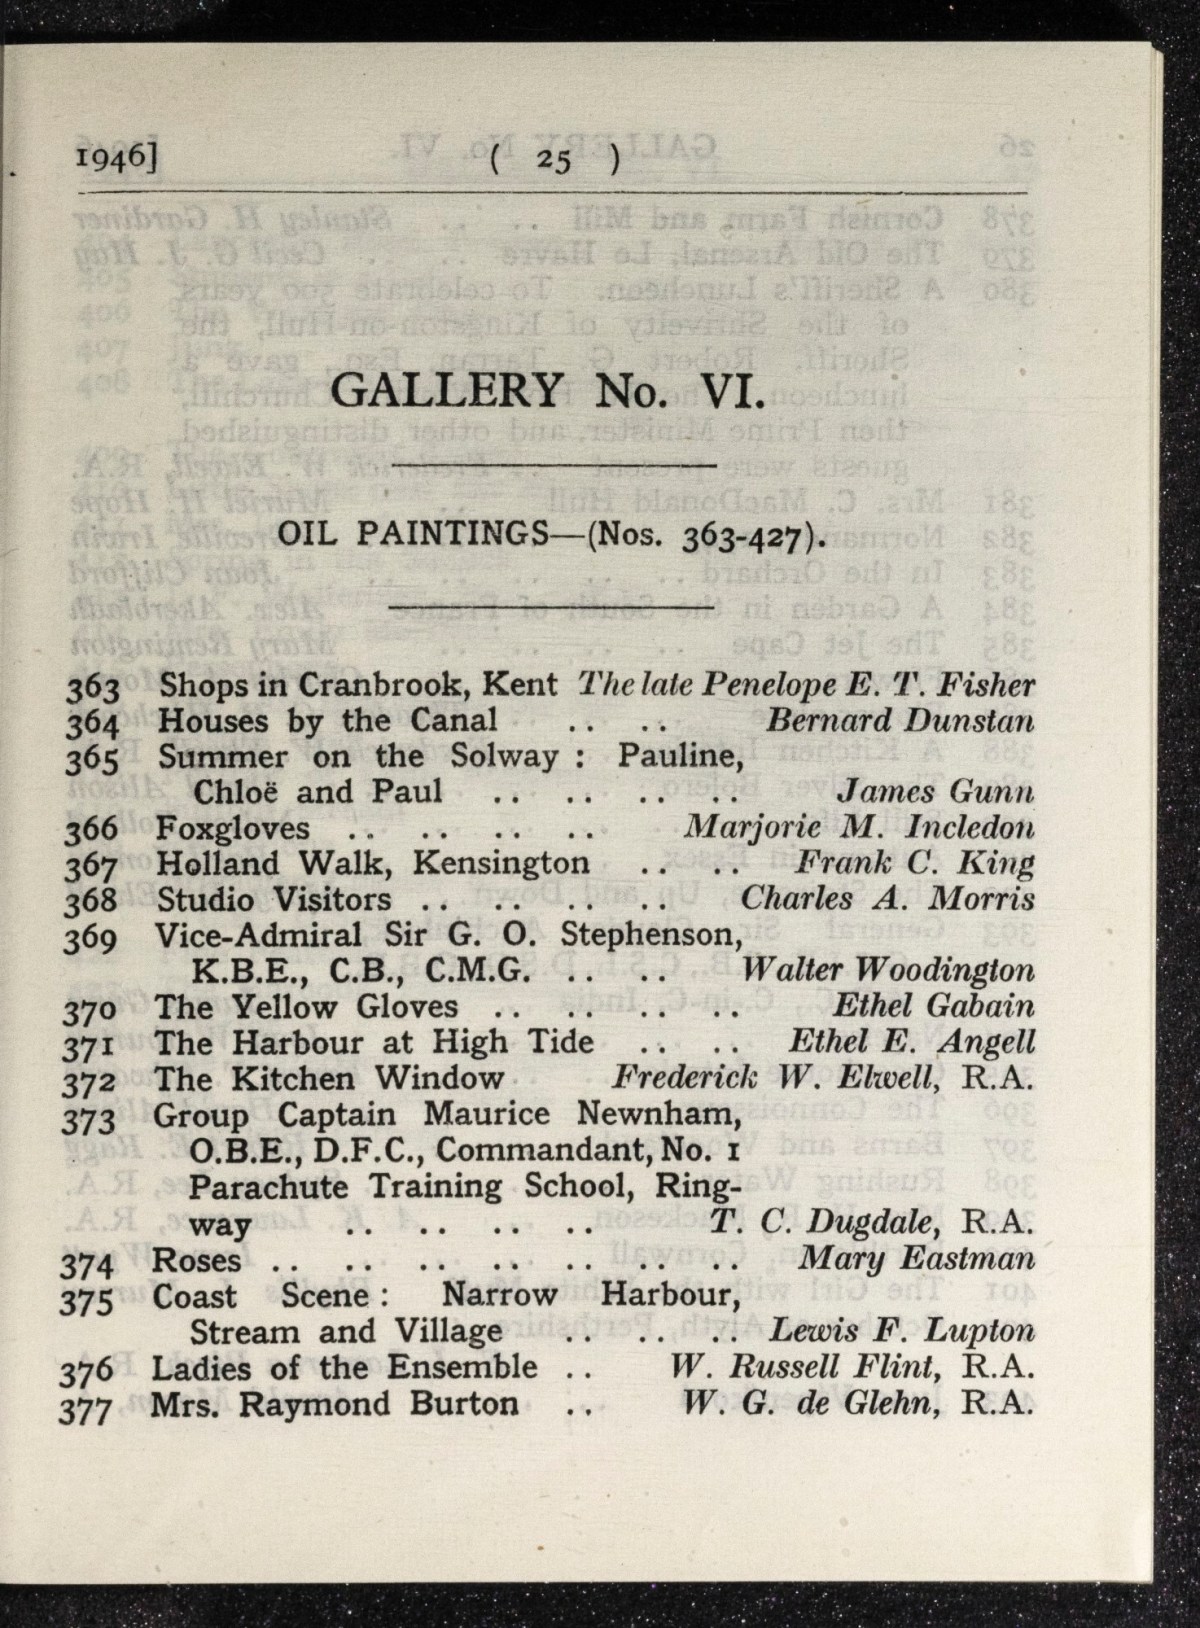 1946]
( 25 )
GALLERY No. VI.
OIL PAINTINGS—(Nos. 363-427).
363 Shops in Cranbrook, Kent The late Penelope E. T. Fisher
364 Houses by the Canal .. .. Bernard Dunstan
365 Summer on the Solway : Pauline,
Chloë and Paul .. .. .. .. James Gunn
366 Foxgloves .. .. .. .. Marjorie M. Incledon
367 Holland Walk, Kensington .. .. Frank C. King
368 Studio Visitors .. .. .. .. Charles A. Morris
369 Vice-Admiral Sir G. O. Stephenson,
K.B.E., C.B., C.M.G. .. .. Walter Woodington
370 The Yellow Gloves .. .. .. .. Ethel Gabain
371 The Harbour at High Tide .. .. Ethel E. Angell
372 The Kitchen Window Frederick W. Elwell, R.A.
373 Group Captain Maurice Newnham,
O.B.E., D.F.C., Commandant, No. 1
Parachute Training School, Ring-
way .. .. .. .. T. C. Dugdale, R.A.
374 Roses .. .. .. .. .. .. .. Mary Eastman
375 Coast Scene : Narrow Harbour,
Stream and Village .. .. .. Lewis F. Lupton
376 Ladies of the Ensemble .. W. Russell Flint, R.A.
377 Mrs. Raymond Burton .. W. G. de Glehn, R.A.